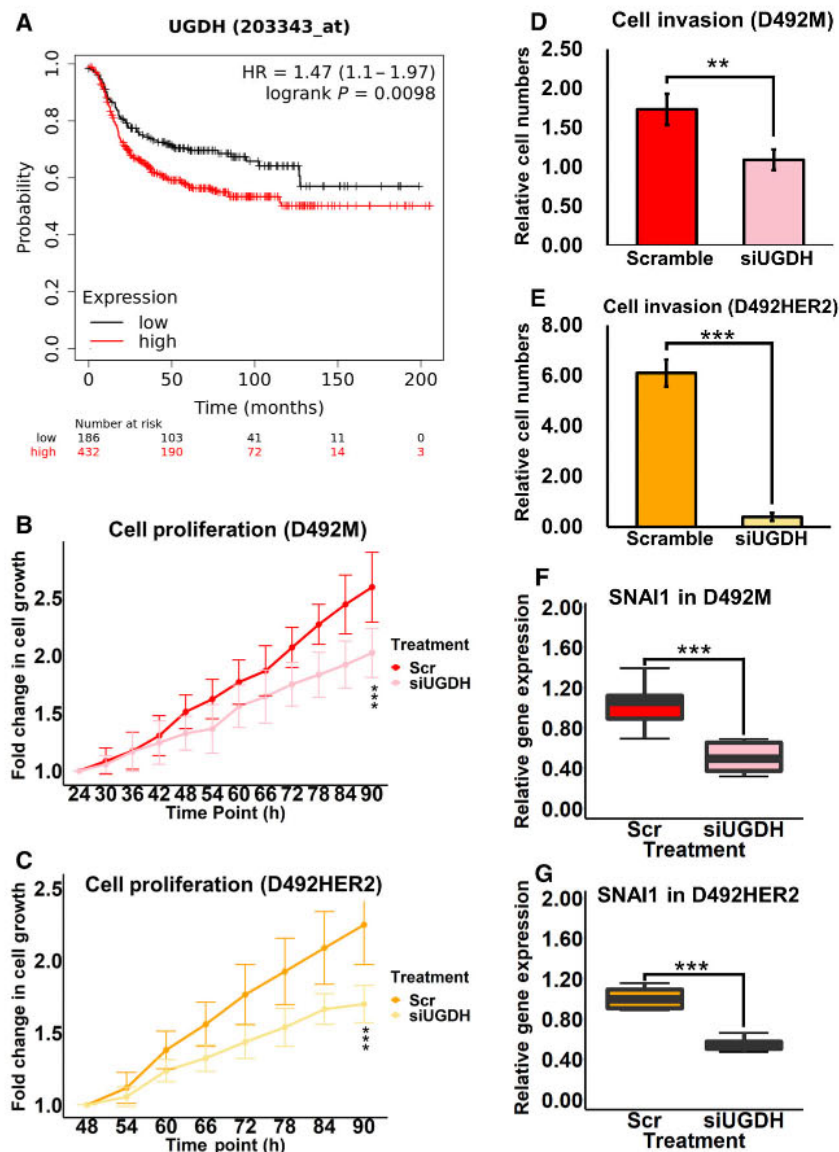 A
UGDH (203343_at)
HR = 1.47 (1.1 – 1.97)
logrank P = 0.0098
Probability
1.0
0.8
0.6
0.4
0.2
0.0
Expression
low
high
0 50 100 150 200
Time (months)
Number at risk
low 186 103 41 11 0
high 432 190 72 14 3
B
Cell proliferation (D492M)
Fold change in cell growth
2.5
2.0
1.5
1.0
Treatment
Scr
siUGDH
***
24 30 36 42 48 54 60 66 72 78 84 90
Time Point (h)
C
Cell proliferation (D492HER2)
Fold change in cell growth
2.5
2.0
1.5
1.0
Treatment
Scr
siUGDH
***
48 54 60 66 72 78 84 90
Time point (h)
D
Cell invasion (D492M)
Relative cell numbers
2.50
2.00
1.50
1.00
0.50
0.00
**
Scramble siUGDH
E
Cell invasion (D492HER2)
Relative cell numbers
8.00
6.00
4.00
2.00
0.00
***
Scramble siUGDH
F
SNAI1 in D492M
Relative gene expression
2.00
1.60
1.20
0.80
0.40
0.00
***
Scr siUGDH
Treatment
G
SNAI1 in D492HER2
Relative gene expression
2.00
1.60
1.20
0.80
0.40
0.00
***
Scr siUGDH
Treatment